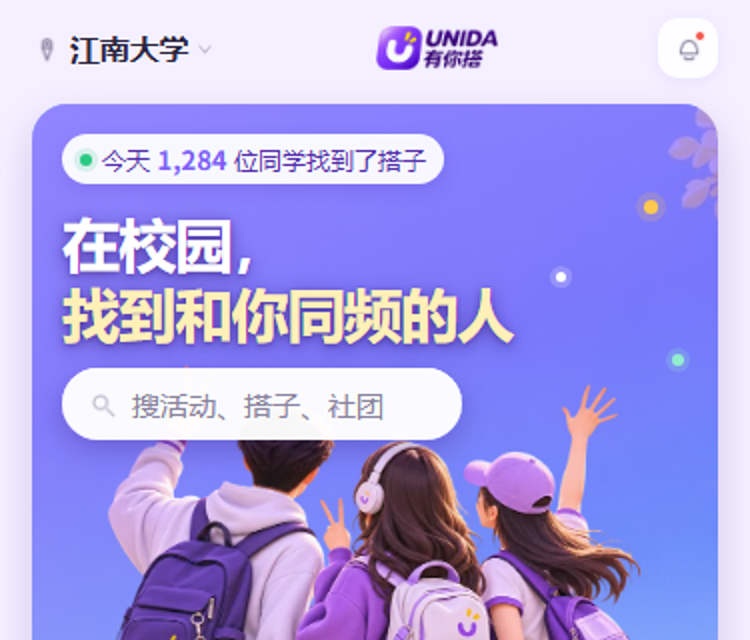 江南大学
UNIDA
有你搭
今天 1,284 位同学找到了搭子
在校园，
找到和你同频的人
搜活动、搭子、社团